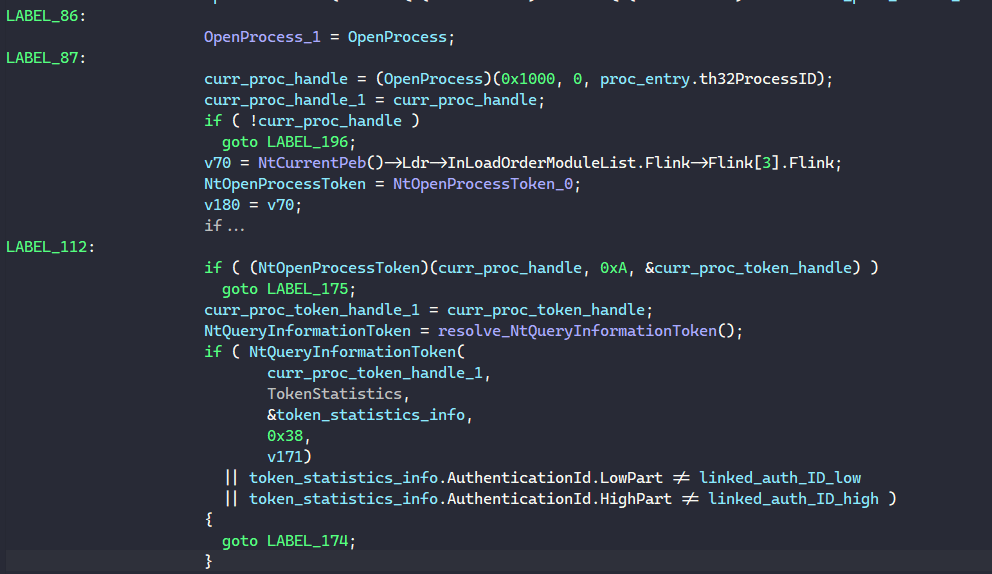 LABEL_86:
OpenProcess_1 = OpenProcess;
LABEL_87:
curr_proc_handle = (OpenProcess)(0x1000, 0, proc_entry.th32ProcessID);
curr_proc_handle_1 = curr_proc_handle;
if ( !curr_proc_handle )
goto LABEL_196;
v70 = NtCurrentPeb()->Ldr->InLoadOrderModuleList.Flink->Flink[3].Flink;
NtOpenProcessToken = NtOpenProcessToken_0;
v180 = v70;
if ...
LABEL_112:
if ( (NtOpenProcessToken)(curr_proc_handle, 0xA, &curr_proc_token_handle) )
goto LABEL_175;
curr_proc_token_handle_1 = curr_proc_token_handle;
NtQueryInformationToken = resolve_NtQueryInformationToken();
if ( NtQueryInformationToken(
curr_proc_token_handle_1,
TokenStatistics,
&token_statistics_info,
0x38,
v171)
|| token_statistics_info.AuthenticationId.LowPart != linked_auth_ID_low
|| token_statistics_info.AuthenticationId.HighPart != linked_auth_ID_high )
{
goto LABEL_174;
}